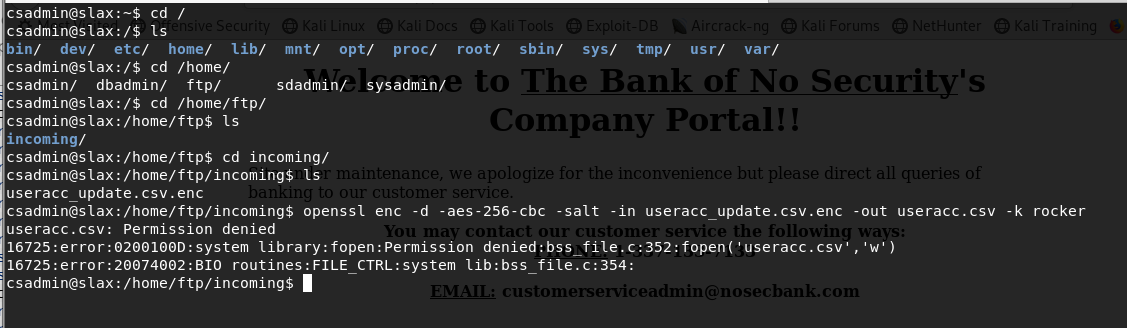 csadmin@slax:~$ cd /
csadmin@slax:/$ ls
Offensive Security Kali Linux Kali Docs Kali Tools Exploit-DB Aircrack-ng Kali Forums NetHunter Kali Training
bin/ dev/ etc/ home/ lib/ mnt/ opt/ proc/ root/ sbin/ sys/ tmp/ usr/ var/
csadmin@slax:/$ cd /home/
Welcome to The Bank of No Security's
csadmin/ dbadmin/ ftp/ sdadmin/ sysadmin/
csadmin@slax:/$ cd /home/ftp/
Company Portal!!
csadmin@slax:/home/ftp$ ls
incoming/
csadmin@slax:/home/ftp$ cd incoming/
csadmin@slax:/home/ftp/incoming$ ls
maintenance, we apologize for the inconvenience but please direct all queries of
useracc_update.csv.enc
banking to our customer service.
csadmin@slax:/home/ftp/incoming$ openssl enc -d -aes-256-cbc -salt -in useracc_update.csv.enc -out useracc.csv -k rocker
useracc.csv: Permission denied
You may contact our customer service the following ways:
16725:error:0200100D:system library:fopen:Permission denied:bss_file.c:352:fopen('useracc.csv','w')
PHONE:
16725:error:20074002:BIO routines:FILE_CTRL:system lib:bss_file.c:354:
csadmin@slax:/home/ftp/incoming$
EMAIL: customerserviceadmin@nosecbank.com